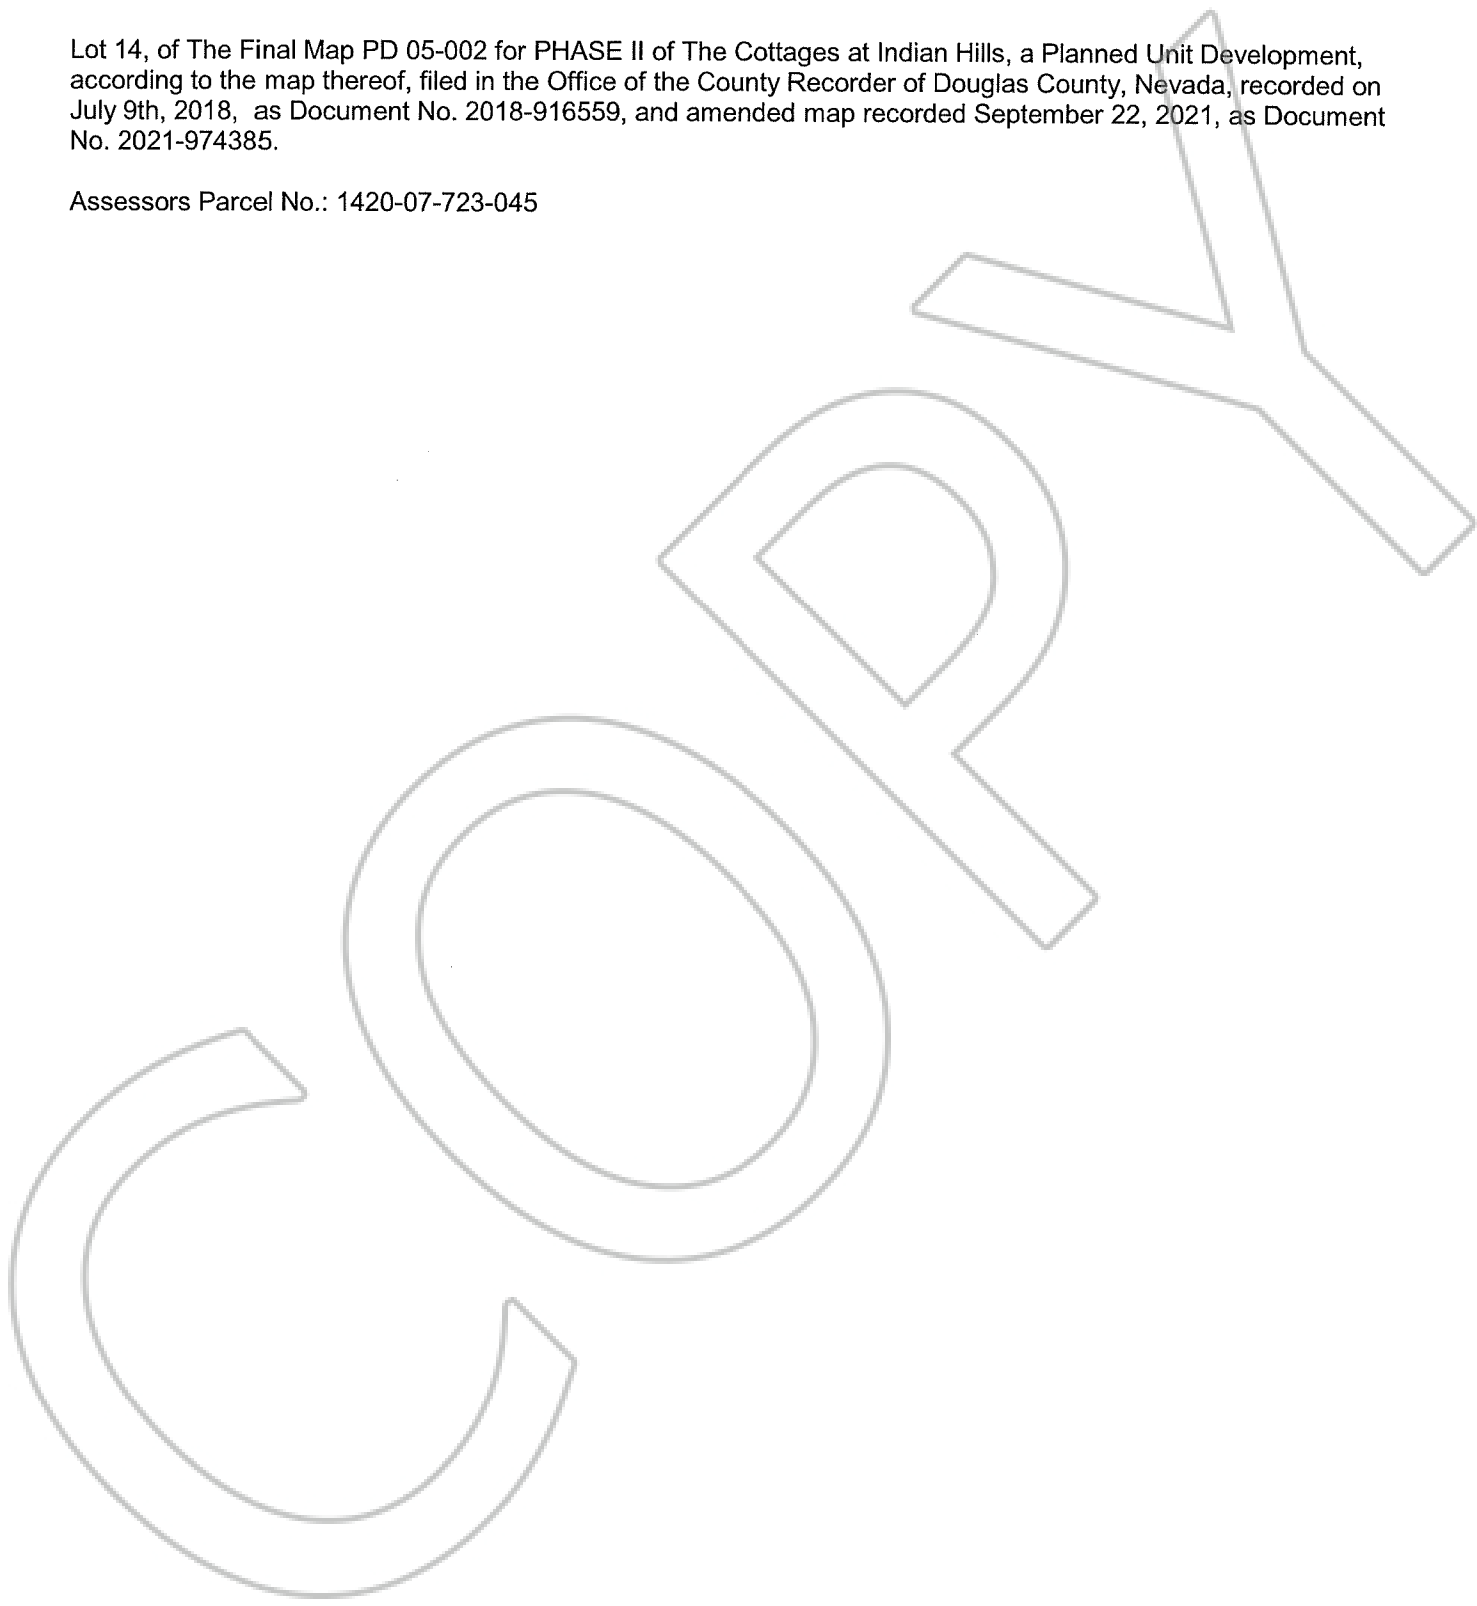 Lot 14, of The Final Map PD 05-002 for PHASE II of The Cottages at Indian Hills, a Planned Unit Development,
according to the map thereof, filed in the Office of the County Recorder of Douglas County, Nevada, recorded on
July 9th, 2018,  as Document No. 2018-916559, and amended map recorded September 22, 2021, as Document
No. 2021-974385.
Assessors Parcel No.: 1420-07-723-045
COPY